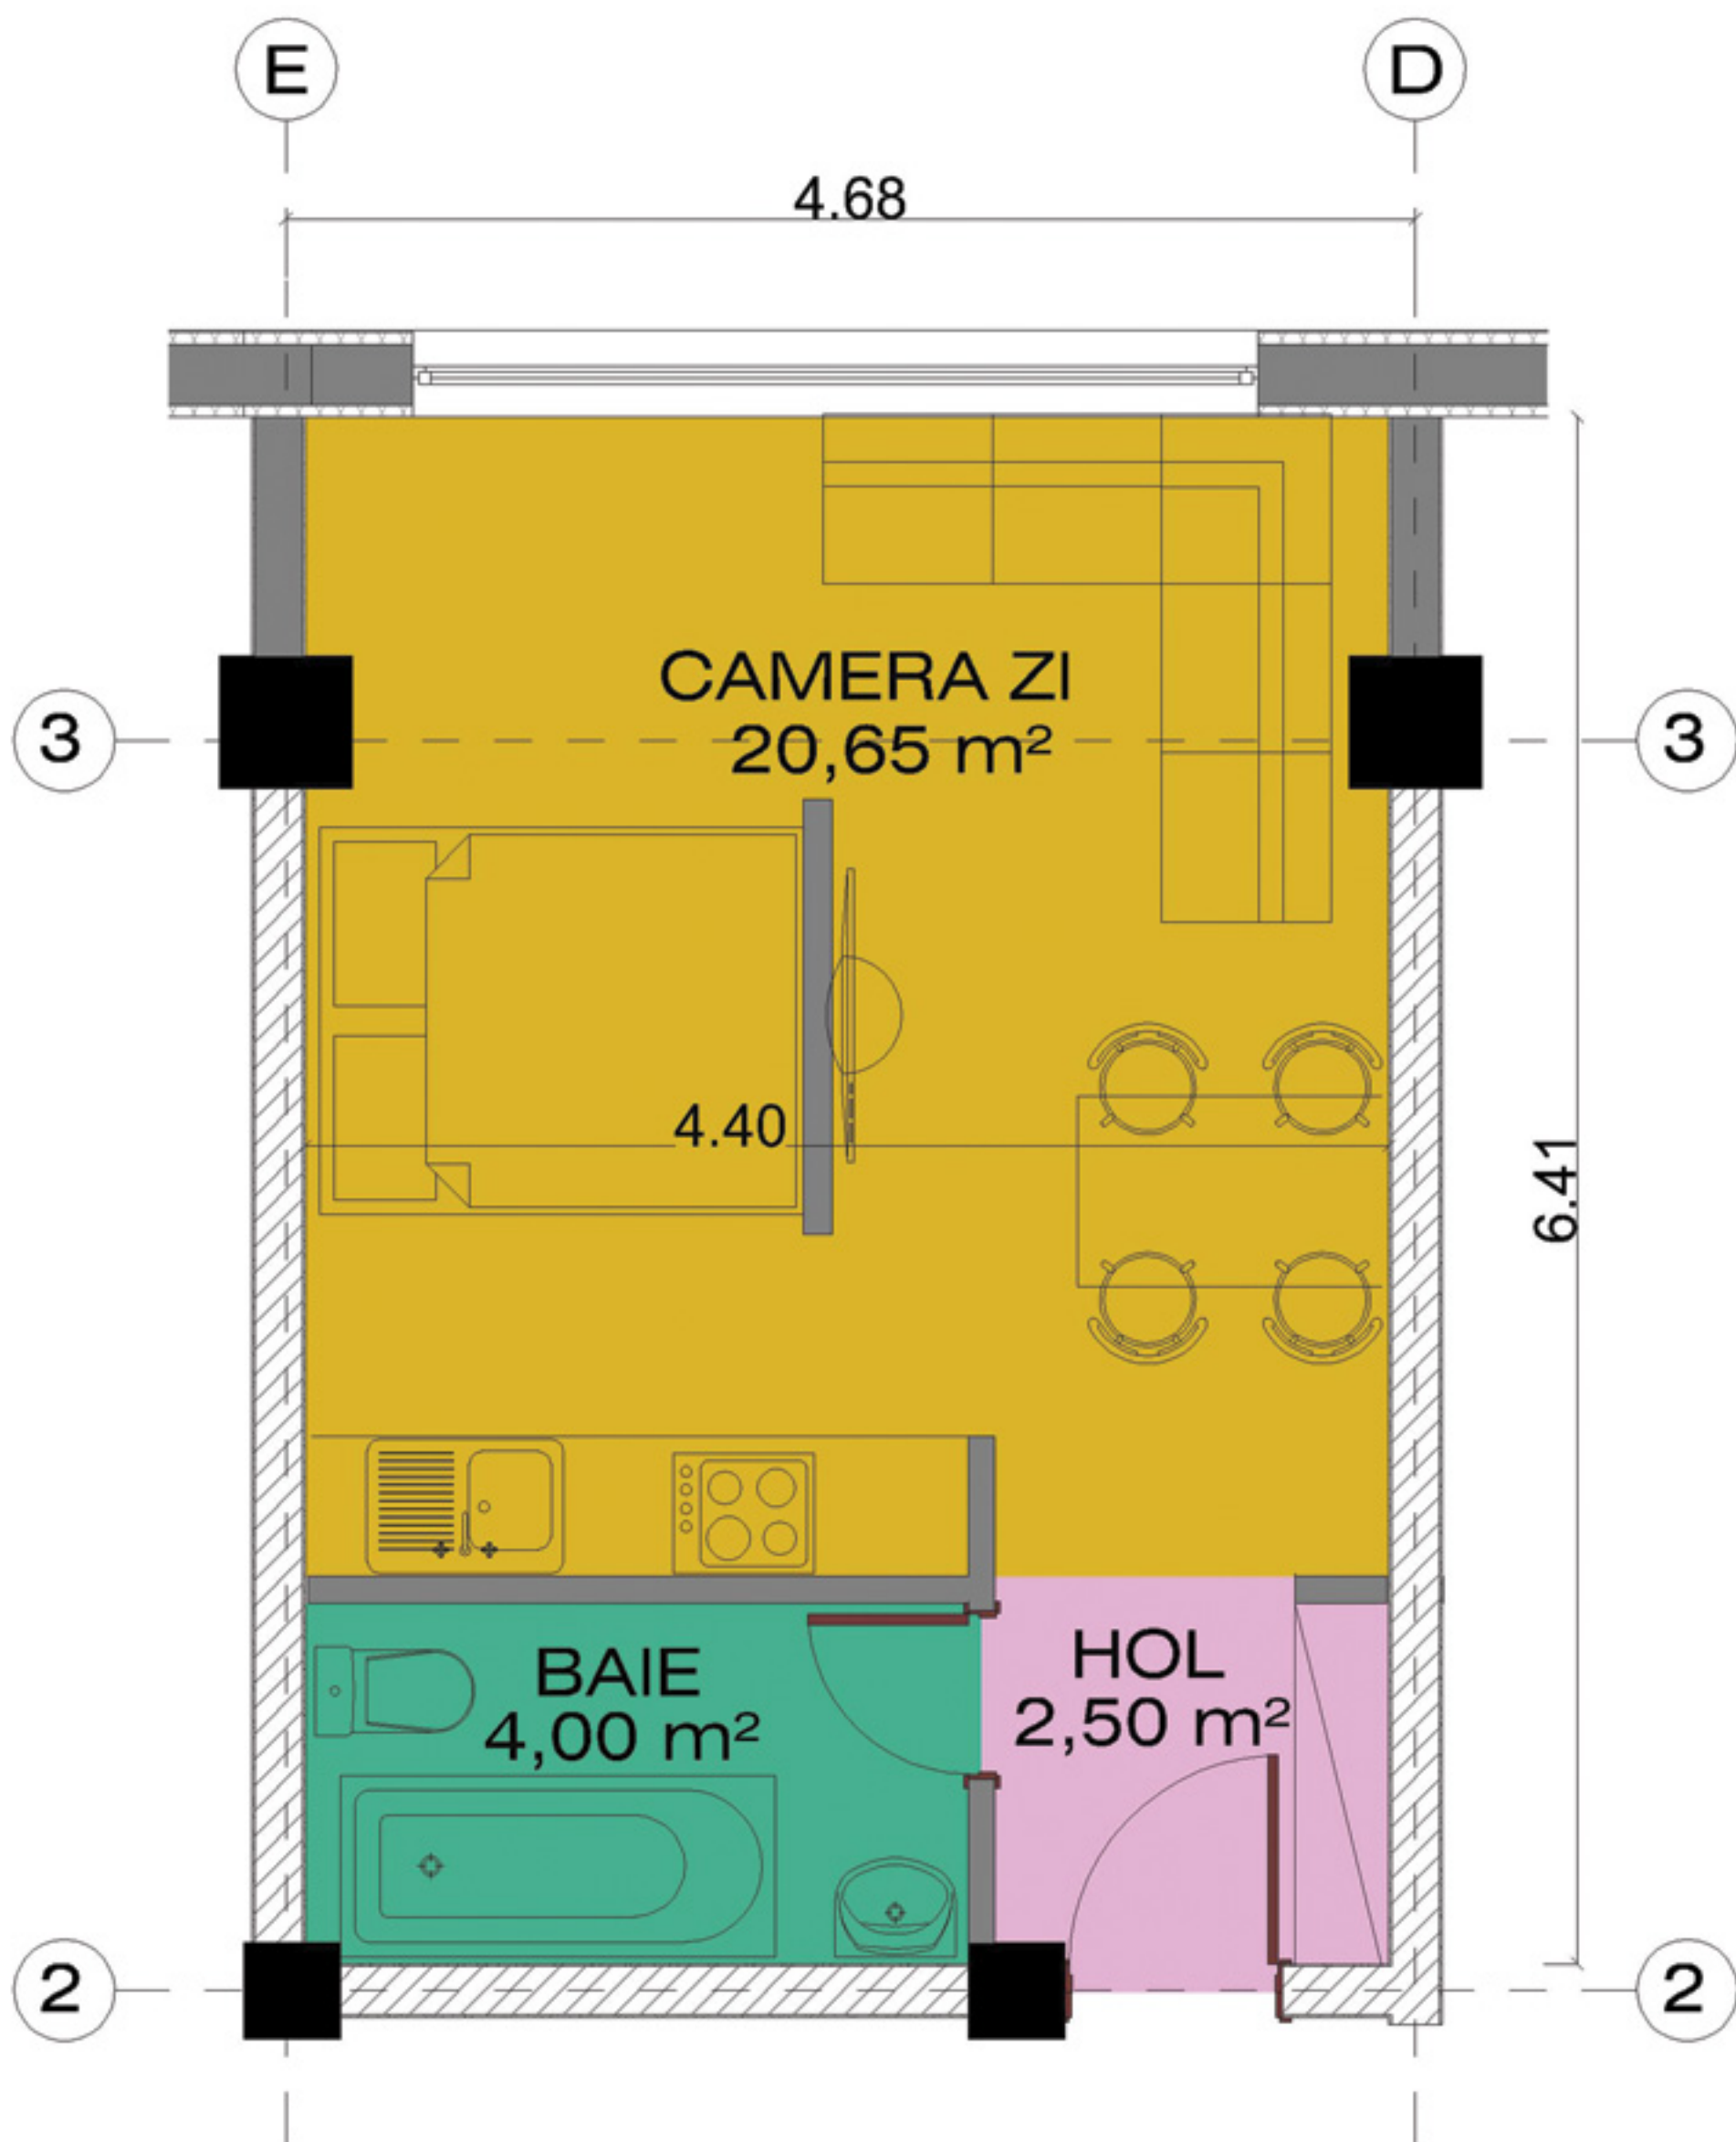 E
D
4.68
CAMERA ZI
20,65 m²
3
3
4.40
6.41
BAIE
4,00 m²
HOL
2,50 m²
2
2